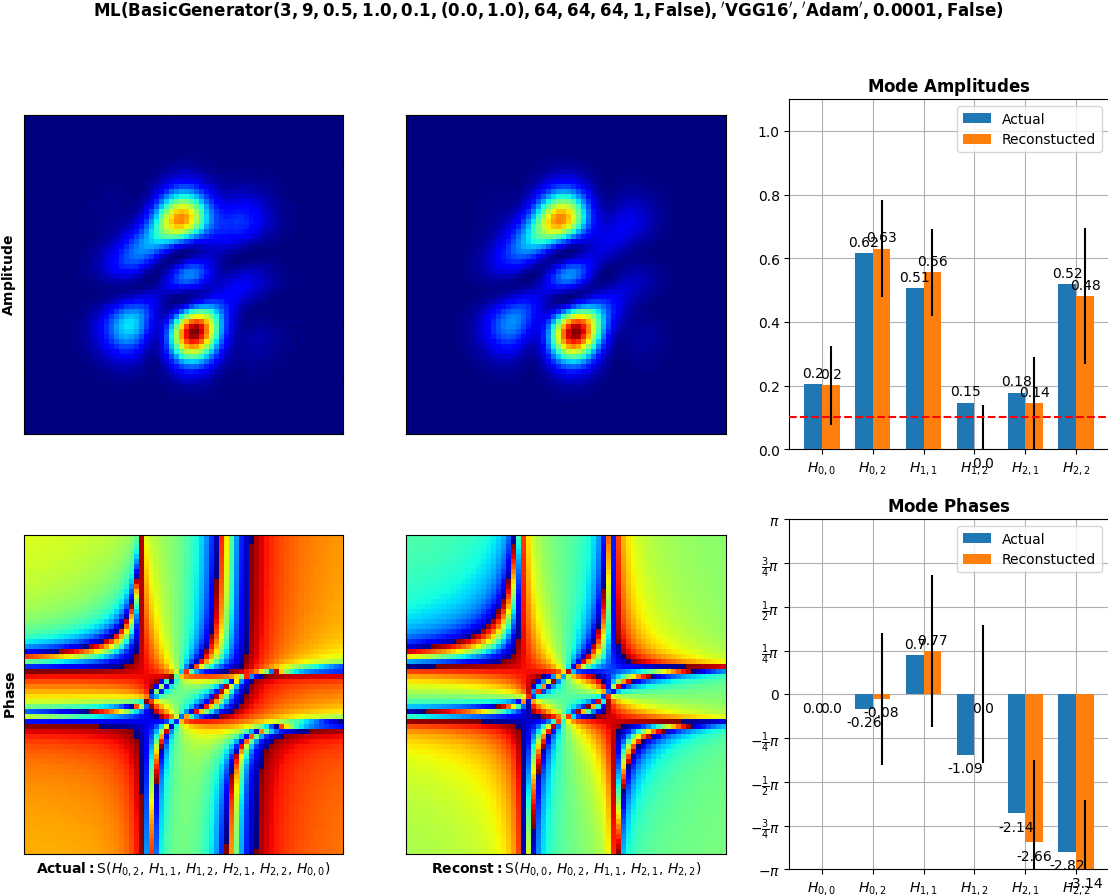 ML(BasicGenerator(3, 9, 0.5, 1.0, 0.1, (0.0, 1.0), 64, 64, 64, 1, False), ′VGG16′, ′Adam′, 0.0001, False)
Mode Amplitudes
Amplitude
Actual
Reconstucted
1.0
0.8
0.6
0.4
0.2
0.0
0.2 0.2 0.62 0.63 0.51 0.56 0.15 0.0 0.18 0.14 0.52 0.48
H0,0 H0,2 H1,1 H1,2 H2,1 H2,2
Mode Phases
Phase
Actual
Reconstucted
π
3/4π
1/2π
1/4π
0
−1/4π
−1/2π
−3/4π
−π
0.0 0.0 -0.26 -0.08 0.77 -1.09 0.0 -2.14 -2.66 -2.82 -3.14
H0,0 H0,2 H1,1 H1,2 H2,1 H2,2
Actual: S(H0,2, H1,1, H1,2, H2,1, H2,2, H0,0)
Reconst: S(H0,0, H0,2, H1,1, H2,1, H2,2)